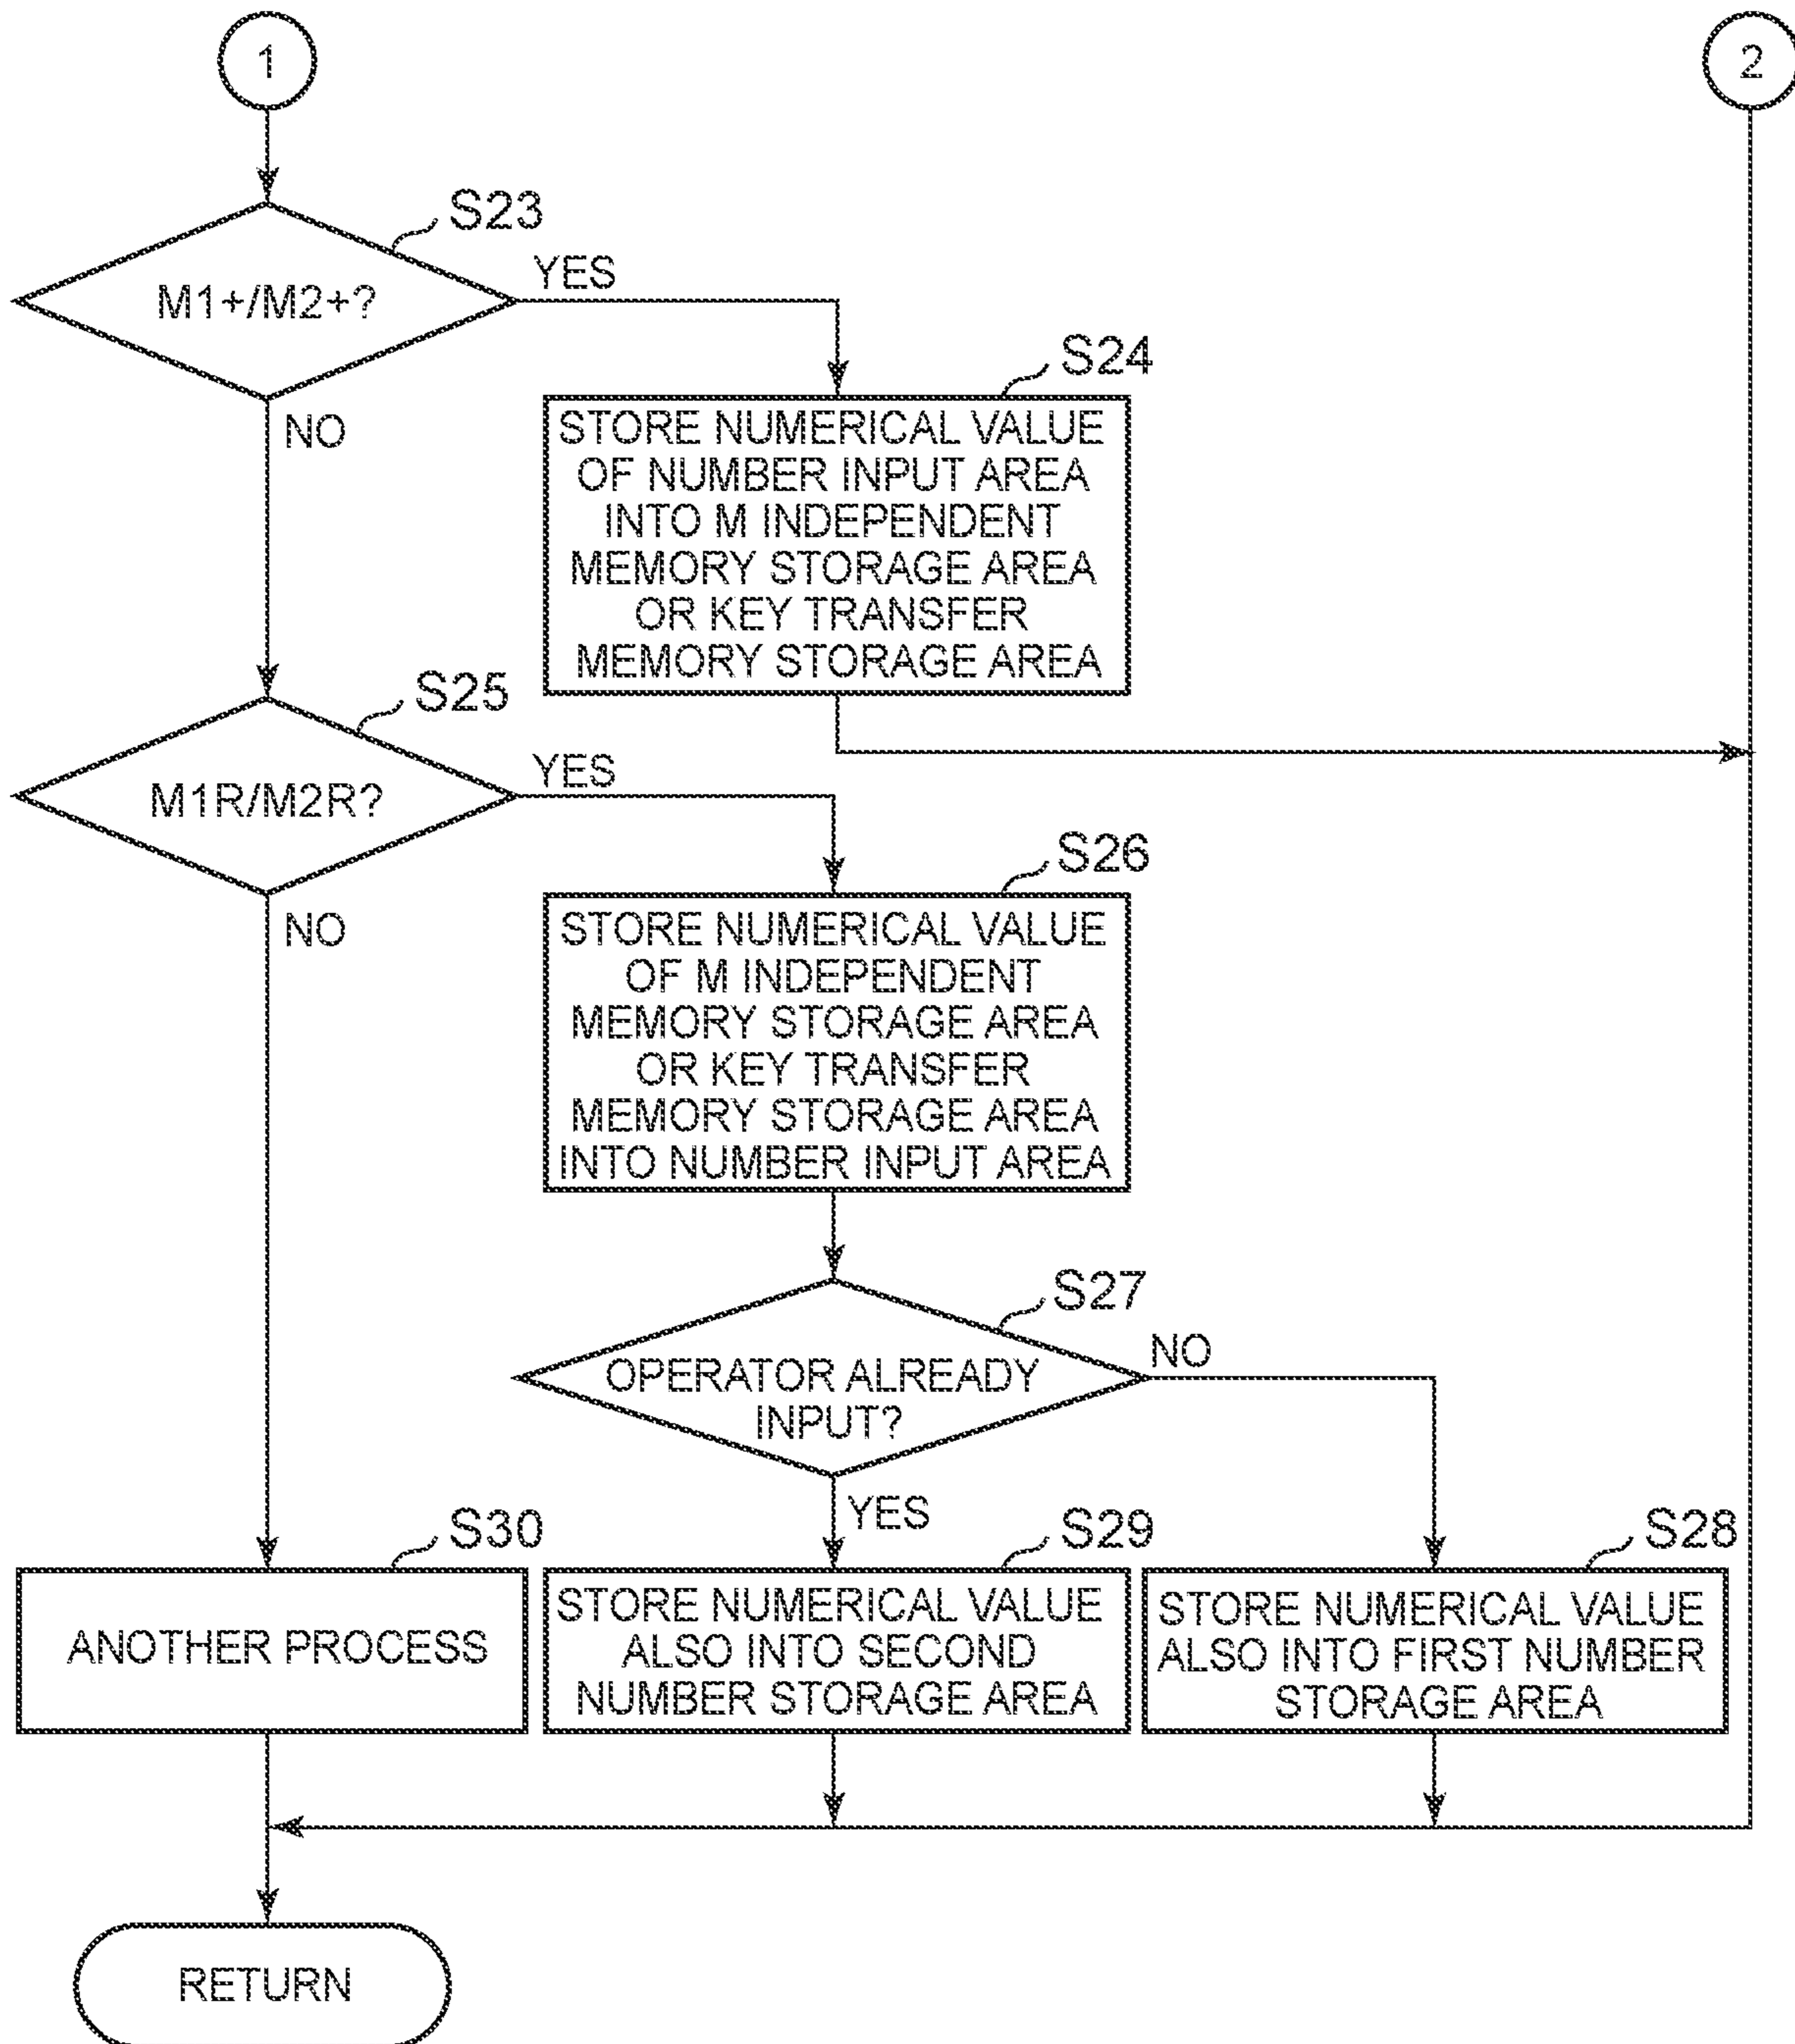 1
2
S23
M1+/M2+?
YES
NO
S24
STORE NUMERICAL VALUE
OF NUMBER INPUT AREA
INTO M INDEPENDENT
MEMORY STORAGE AREA
OR KEY TRANSFER
MEMORY STORAGE AREA
S25
M1R/M2R?
YES
NO
S26
STORE NUMERICAL VALUE
OF M INDEPENDENT
MEMORY STORAGE AREA
OR KEY TRANSFER
MEMORY STORAGE AREA
INTO NUMBER INPUT AREA
S27
OPERATOR ALREADY
INPUT?
NO
YES
S30
ANOTHER PROCESS
S29
STORE NUMERICAL VALUE
ALSO INTO SECOND
NUMBER STORAGE AREA
S28
STORE NUMERICAL VALUE
ALSO INTO FIRST NUMBER
STORAGE AREA
RETURN